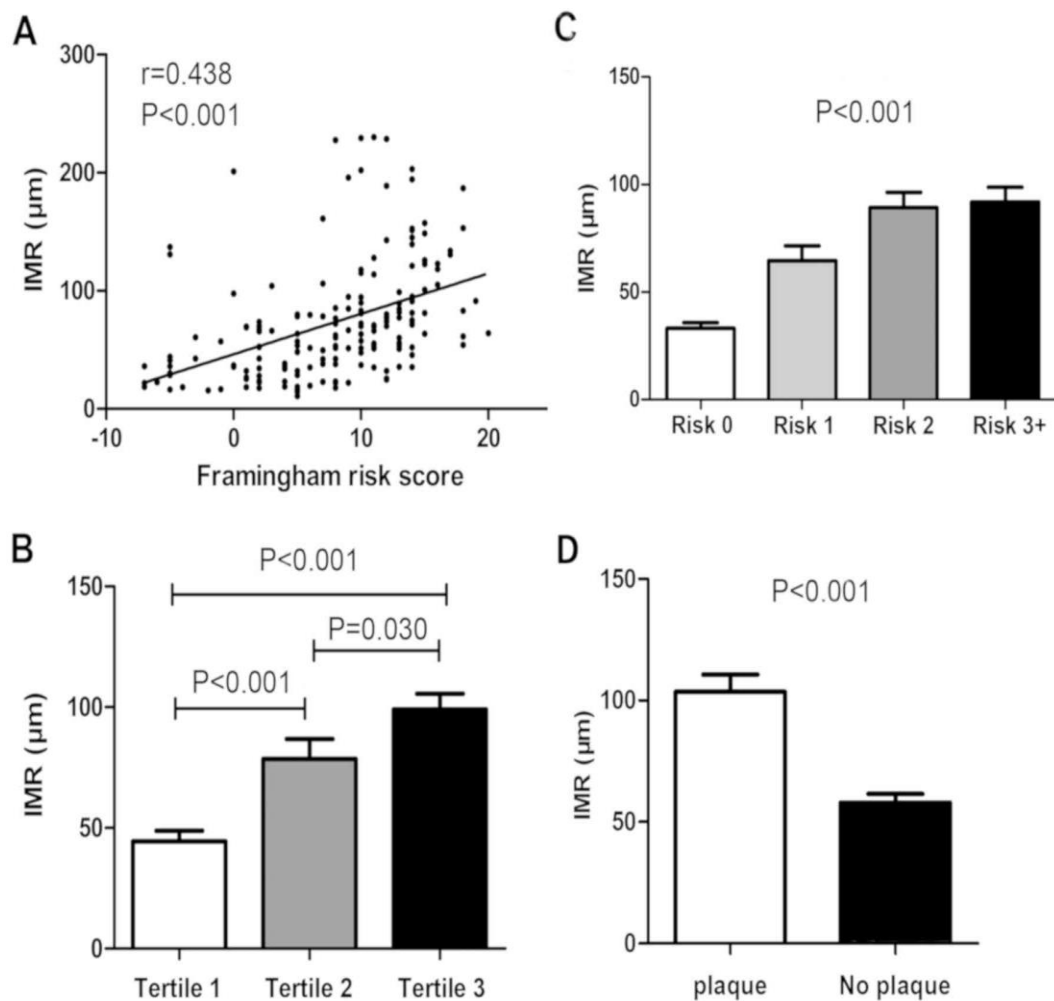 A
r=0.438
P<0.001
IMR (µm)
300
200
100
0
-10 0 10 20
Framingham risk score
C
P<0.001
IMR (µm)
150
100
50
0
Risk 0 Risk 1 Risk 2 Risk 3+
B
P<0.001
P=0.030
P<0.001
IMR (µm)
150
100
50
0
Tertile 1 Tertile 2 Tertile 3
D
P<0.001
IMR (µm)
150
100
50
0
plaque No plaque